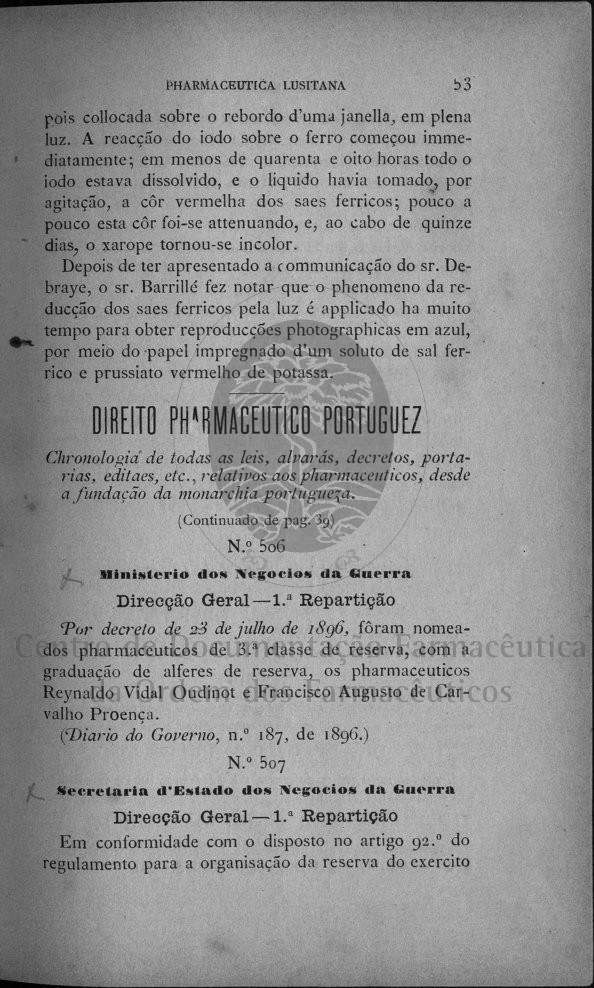 PHARMACEUTICA LUSITANA 53
pois collocada sobre o rebordo d'uma janella, em plena
luz. A reacção do iodo sobre o ferro começou imme-
diatamente; em menos de quarenta e oito horas todo o
iodo estava dissolvido, e o liquido havia tomado, por
agitação, a côr vermelha dos saes ferricos; pouco a
pouco esta côr foi-se attenuando, e, ao cabo de quinze
dias, o xarope tornou-se incolor.
Depois de ter apresentado a communicação do sr. De-
braye, o sr. Barrillé fez notar que o phenomeno da re-
ducção dos saes ferricos pela luz é applicado ha muito
tempo para obter reproducções photographicas em azul,
por meio do papel impregnado d'um soluto de sal fer-
rico e prussiato vermelho de potassa.
DIREITO PHARMACEUTICO PORTUGUEZ
Chronologia de todas as leis, alvarás, decretos, porta-
rias, editaes, etc., relativos aos pharmaceuticos, desde
a fundação da monarchia portugueza.
(Continuado de pag. 39)
N.º 506
Ministerio dos Negocios da Guerra
Direcção Geral—1.ª Repartição
Por decreto de 23 de julho de 1896, fôram nomea-
dos pharmaceuticos de 3.ª classe de reserva, com a
Centro de Documentação Farmacêutica
graduação de alferes de reserva, os pharmaceuticos
Reynaldo Vidal Oudinot e Francisco Augusto de Car-
da Ordem dos Farmacêuticos
valho Proença.
(Diario do Governo, n.º 187, de 1896.)
N.º 507
Secretaria d'Estado dos Negocios da Guerra
Direcção Geral—1.ª Repartição
Em conformidade com o disposto no artigo 92.º do
regulamento para a organisação da reserva do exercito